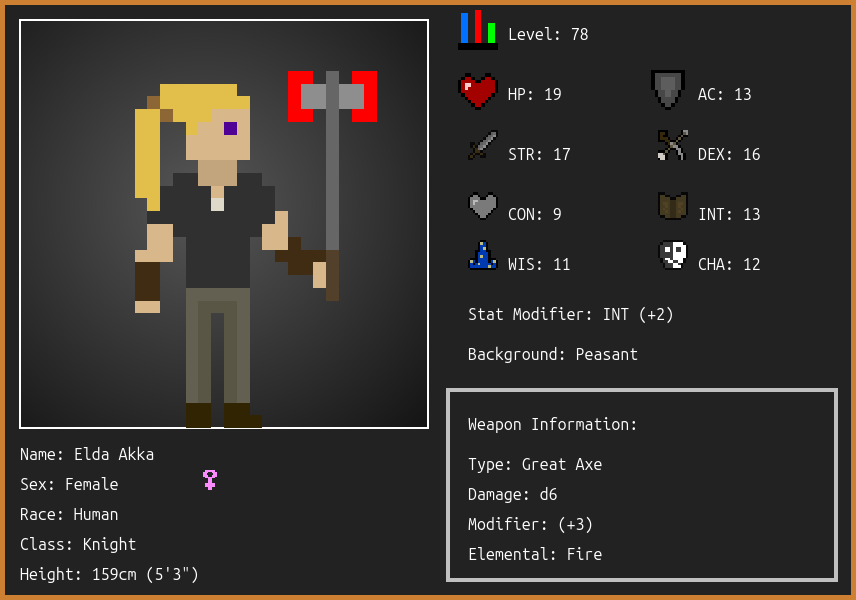 Level: 78
HP: 19
AC: 13
STR: 17
DEX: 16
CON: 9
INT: 13
WIS: 11
CHA: 12
Stat Modifier: INT (+2)
Background: Peasant
Weapon Information:
Type: Great Axe
Damage: d6
Modifier: (+3)
Elemental: Fire
Name: Elda Akka
Sex: Female
Race: Human
Class: Knight
Height: 159cm (5'3")